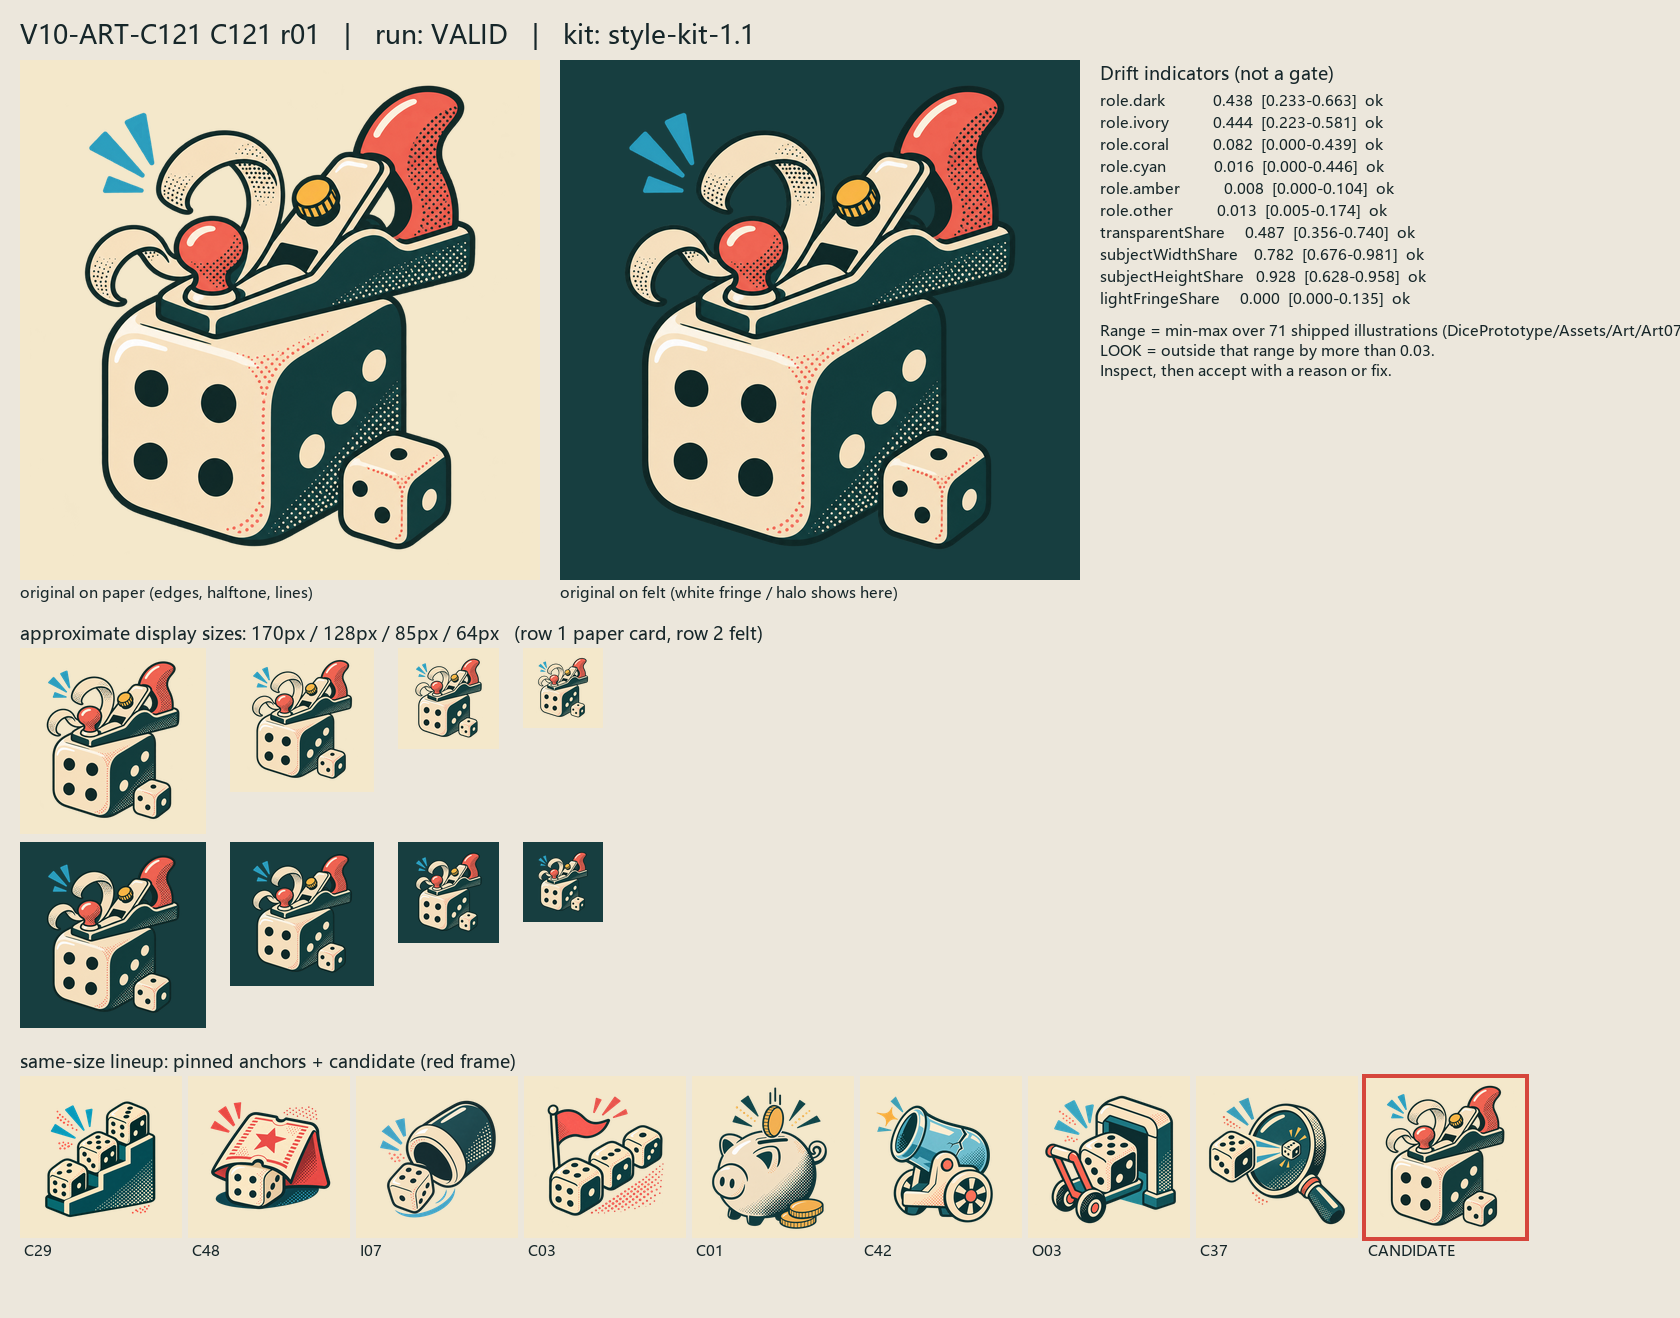 V10-ART-C121 C121 r01   |   run: VALID   |   kit: style-kit-1.1
Drift indicators (not a gate)
role.dark 0.438 [0.233-0.663] ok
role.ivory 0.444 [0.223-0.581] ok
role.coral 0.082 [0.000-0.439] ok
role.cyan 0.016 [0.000-0.446] ok
role.amber 0.008 [0.000-0.104] ok
role.other 0.013 [0.005-0.174] ok
transparentShare 0.487 [0.356-0.740] ok
subjectWidthShare 0.782 [0.676-0.981] ok
subjectHeightShare 0.928 [0.628-0.958] ok
lightFringeShare 0.000 [0.000-0.135] ok
Range = min-max over 71 shipped illustrations (DicePrototype/Assets/Art/Art07
LOOK = outside that range by more than 0.03.
Inspect, then accept with a reason or fix.
original on paper (edges, halftone, lines)
original on felt (white fringe / halo shows here)
approximate display sizes: 170px / 128px / 85px / 64px   (row 1 paper card, row 2 felt)
same-size lineup: pinned anchors + candidate (red frame)
C29 C48 I07 C03 C01 C42 O03 C37 CANDIDATE